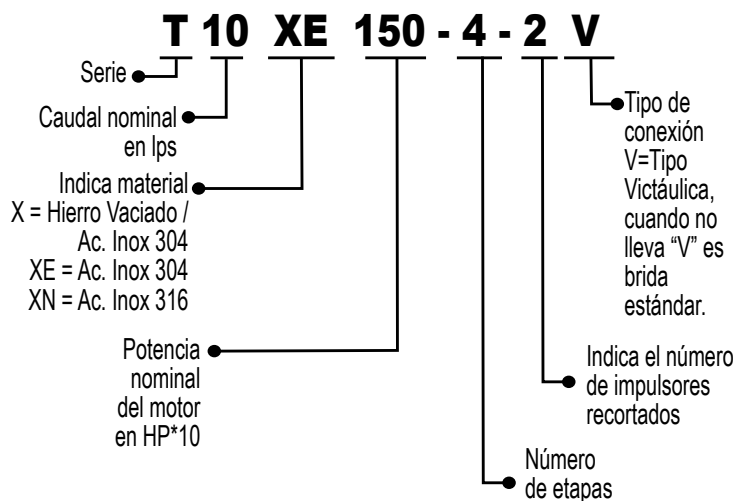 T 10 XE 150 - 4 - 2 V
Serie
Caudal nominal
en lps
Indica material
X = Hierro Vaciado /
Ac. Inox 304
XE = Ac. Inox 304
XN = Ac. Inox 316
Potencia
nominal
del motor
en HP*10
Tipo de
conexión
V=Tipo
Victáulica,
cuando no
lleva “V” es
brida
estándar.
Indica el número
de impulsores
recortados
Número
de etapas